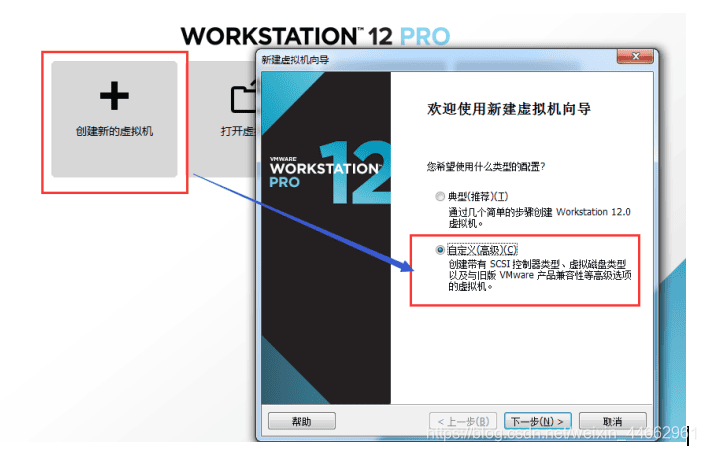 WORKSTATION™ 12 PRO
新建虚拟机向导
创建新的虚拟机
打开虚
欢迎使用新建虚拟机向导
VMWARE
WORKSTATION™
PRO
12
您希望使用什么类型的配置?
典型(推荐)(T)
通过几个简单的步骤创建 Workstation 12.0
虚拟机。
自定义(高级)(C)
创建带有 SCSI 控制器类型、虚拟磁盘类型
以及与旧版 VMware 产品兼容性等高级选项
的虚拟机。
帮助
< 上一步(B)
下一步(N) >
取消
https://blog.csdn.net/weixin_44662961